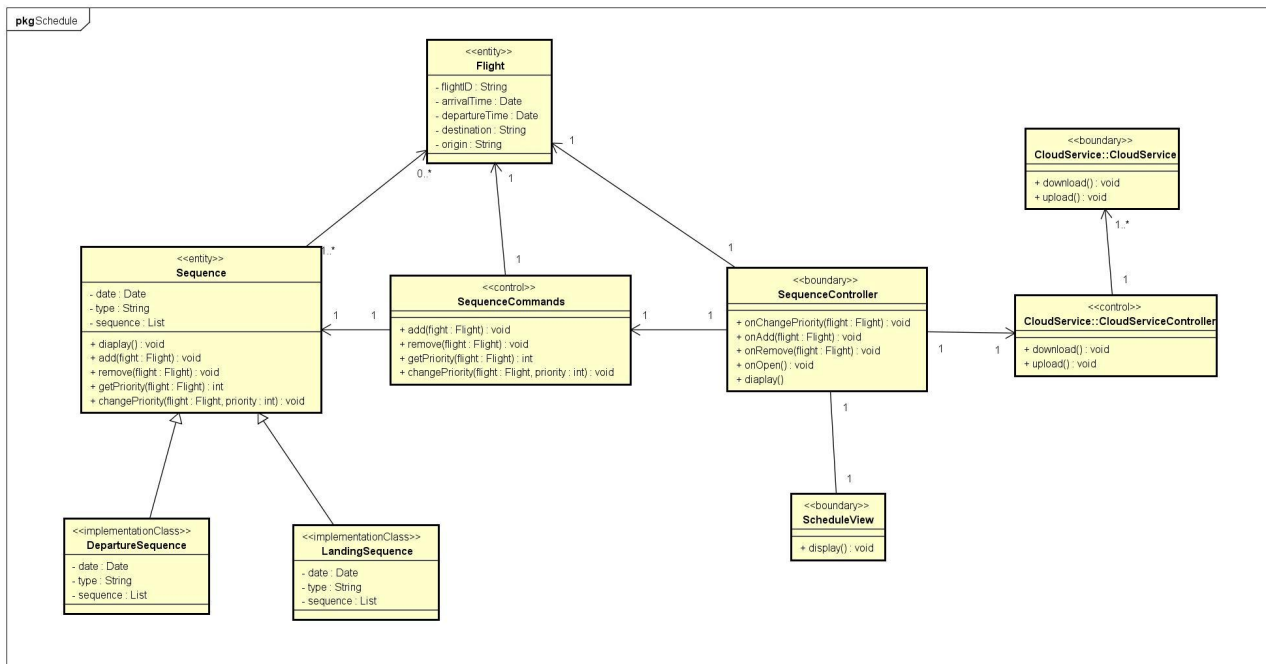 pkg Schedule
<<entity>>
Flight
- flightID : String
- arrivalTime : Date
- departureTime : Date
- destination : String
- origin : String
0..*
1
1
<<boundary>>
CloudService::CloudService
+ download() : void
+ upload() : void
1..*
<<entity>>
Sequence
- date : Date
- type : String
- sequence : List
+ diaplay() : void
+ add(fight : Flight) : void
+ remove(flight : Flight) : void
+ getPriority(flight : Flight) : int
+ changePriority(flight : Flight, priority : int) : void
1..*
1
1
1
<<control>>
SequenceCommands
+ add(fight : Flight) : void
+ remove(flight : Flight) : void
+ getPriority(flight : Flight) : int
+ changePriority(flight : Flight, priority : int) : void
1
1
1
<<boundary>>
SequenceController
+ onChangePriority(flight : Flight) : void
+ onAdd(flight : Flight) : void
+ onRemove(flight : Flight) : void
+ onOpen() : void
+ diaplay()
1
1
1
<<control>>
CloudService::CloudServiceController
+ download() : void
+ upload() : void
1
1
<<boundary>>
ScheduleView
+ display() : void
<<implementationClass>>
DepartureSequence
- date : Date
- type : String
- sequence : List
<<implementationClass>>
LandingSequence
- date : Date
- type : String
- sequence : List